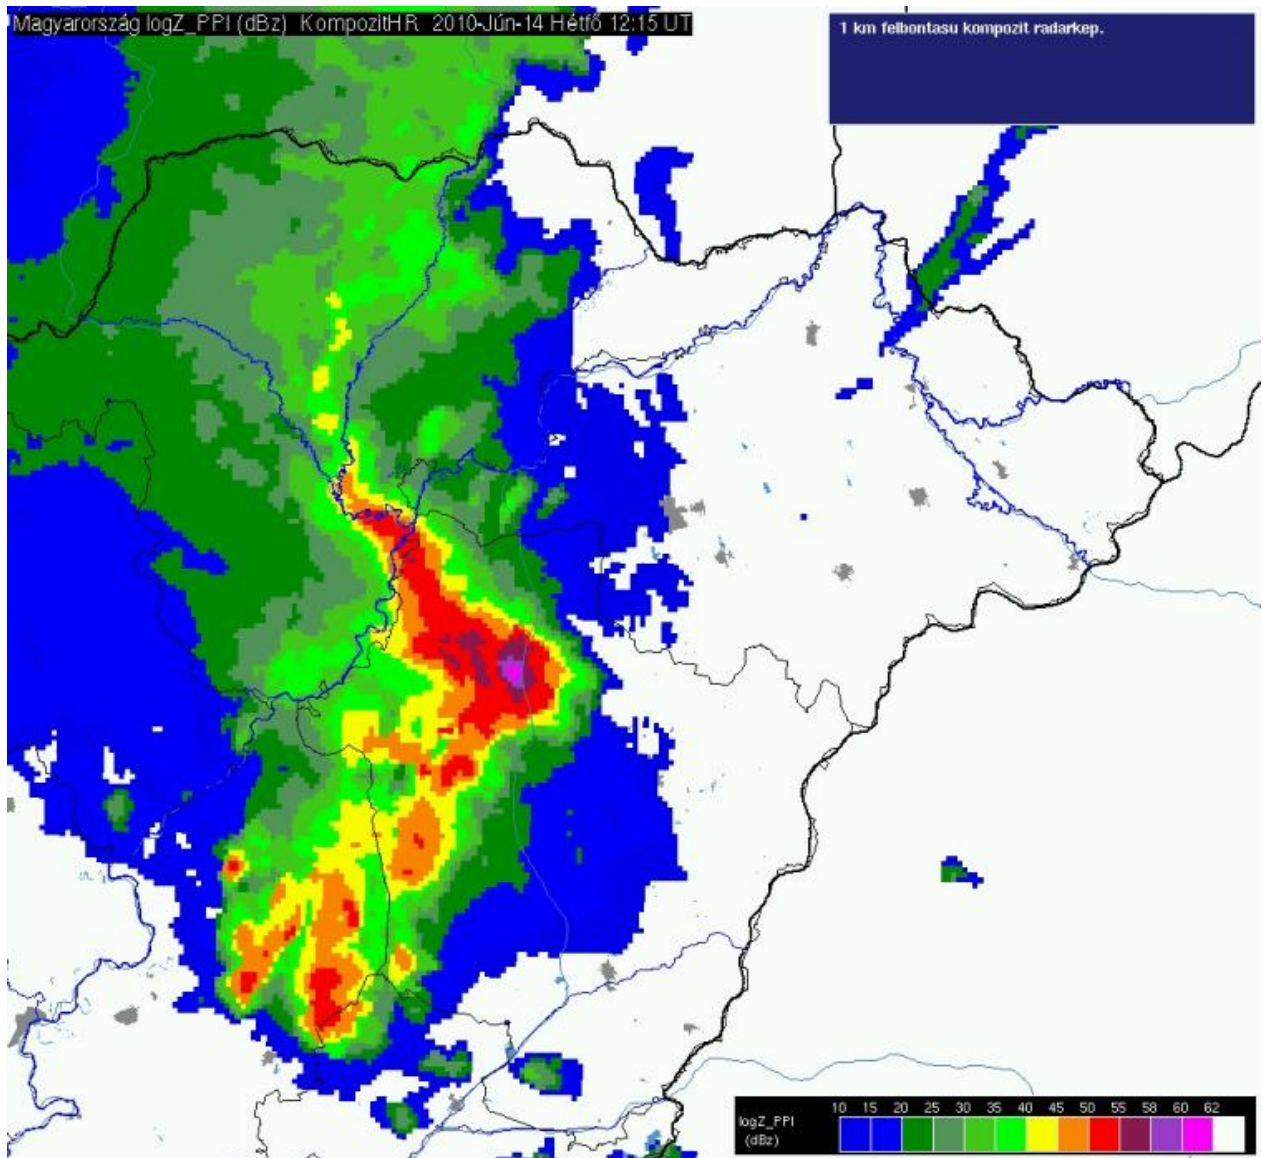 Magyarország logZ_PPI (dBz) KompozitHR 2010-Jún-14 Hétfő 12:15 UT
1 km felbontasu kompozit radarkep.
10 15 20 25 30 35 40 45 50 55 58 60 62
logZ_PPI
(dBz)